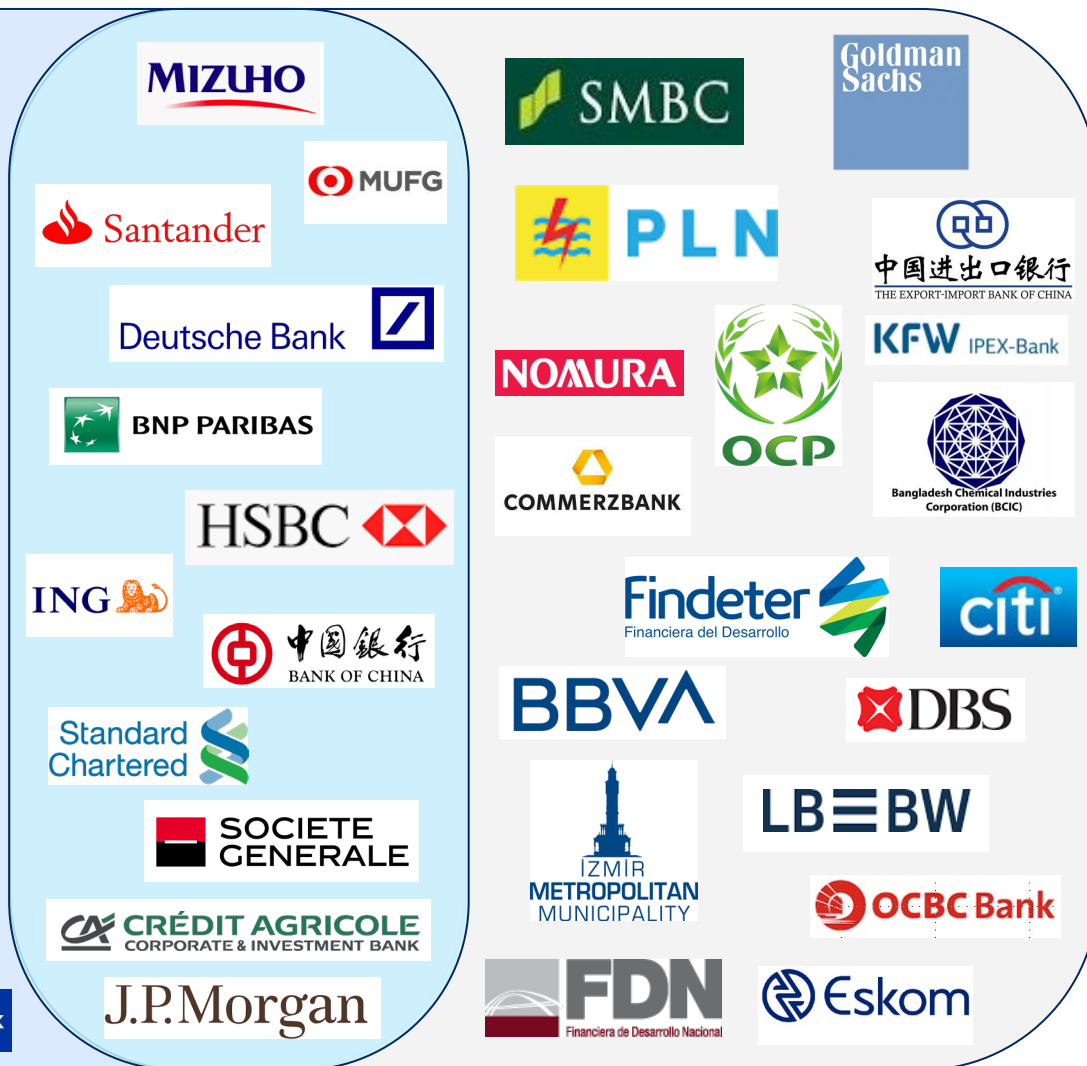 MIZUHO
MUFG
Santander
Deutsche Bank
BNP PARIBAS
HSBC
ING
中國銀行
BANK OF CHINA
Standard
Chartered
SOCIETE
GENERALE
CRÉDIT AGRICOLE
CORPORATE & INVESTMENT BANK
J.P.Morgan
SMBC
Goldman
Sachs
PLN
中国进出口银行
THE EXPORT-IMPORT BANK OF CHINA
NOMURA
OCP
KFW IPEX-Bank
COMMERZBANK
Bangladesh Chemical Industries
Corporation (BCIC)
Findeter
Financiera del Desarrollo
citi
BBVA
DBS
İZMİR
METROPOLITAN
MUNICIPALITY
LBBW
OCBC Bank
FDN
Financiera de Desarrollo Nacional
Eskom